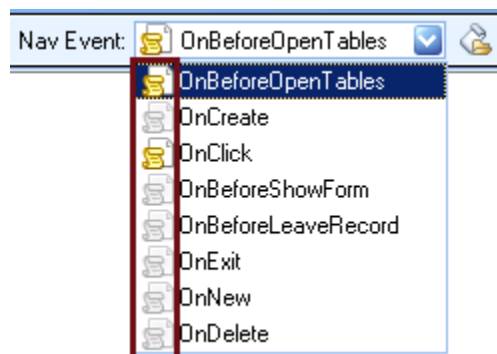 Nav Event: OnBeforeOpenTables
OnBeforeOpenTables
OnCreate
OnClick
OnBeforeShowForm
OnBeforeLeaveRecord
OnExit
OnNew
OnDelete